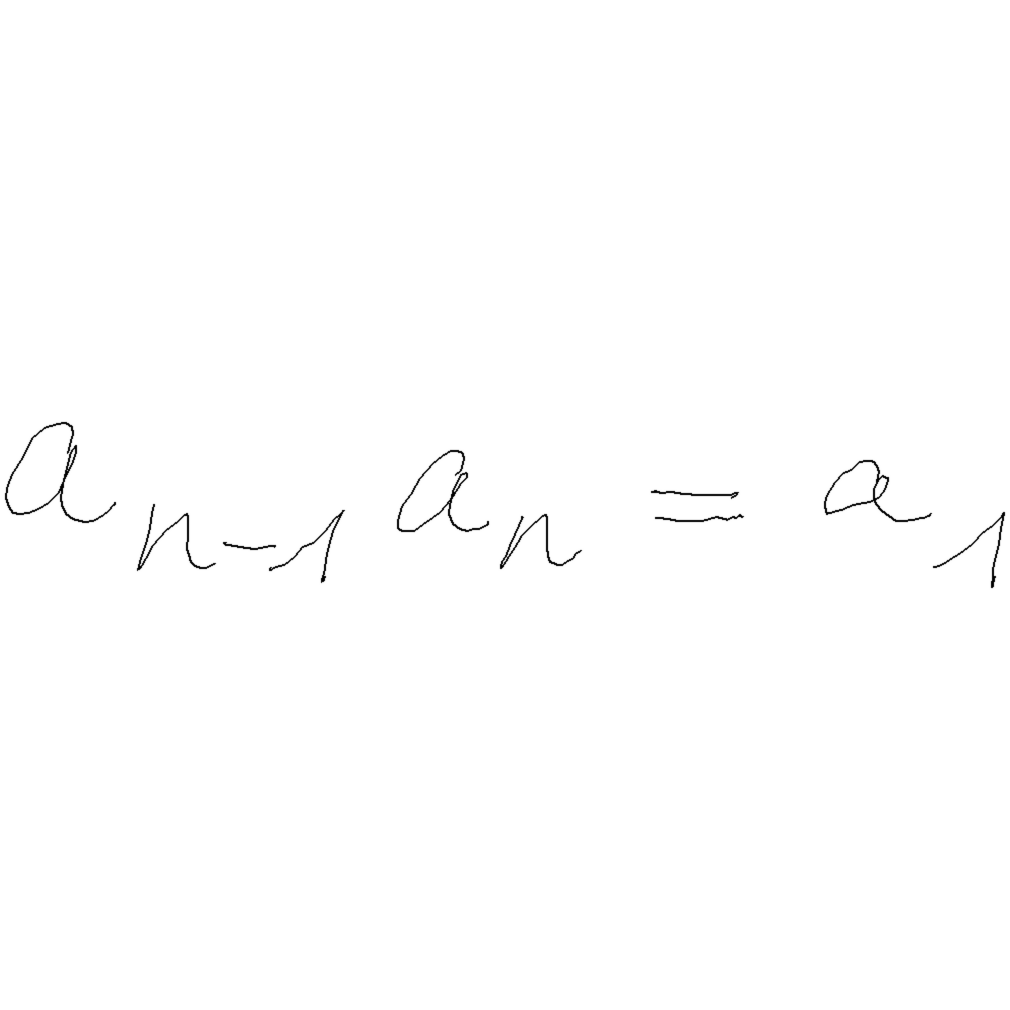 a_{n-1} a_n = a_1